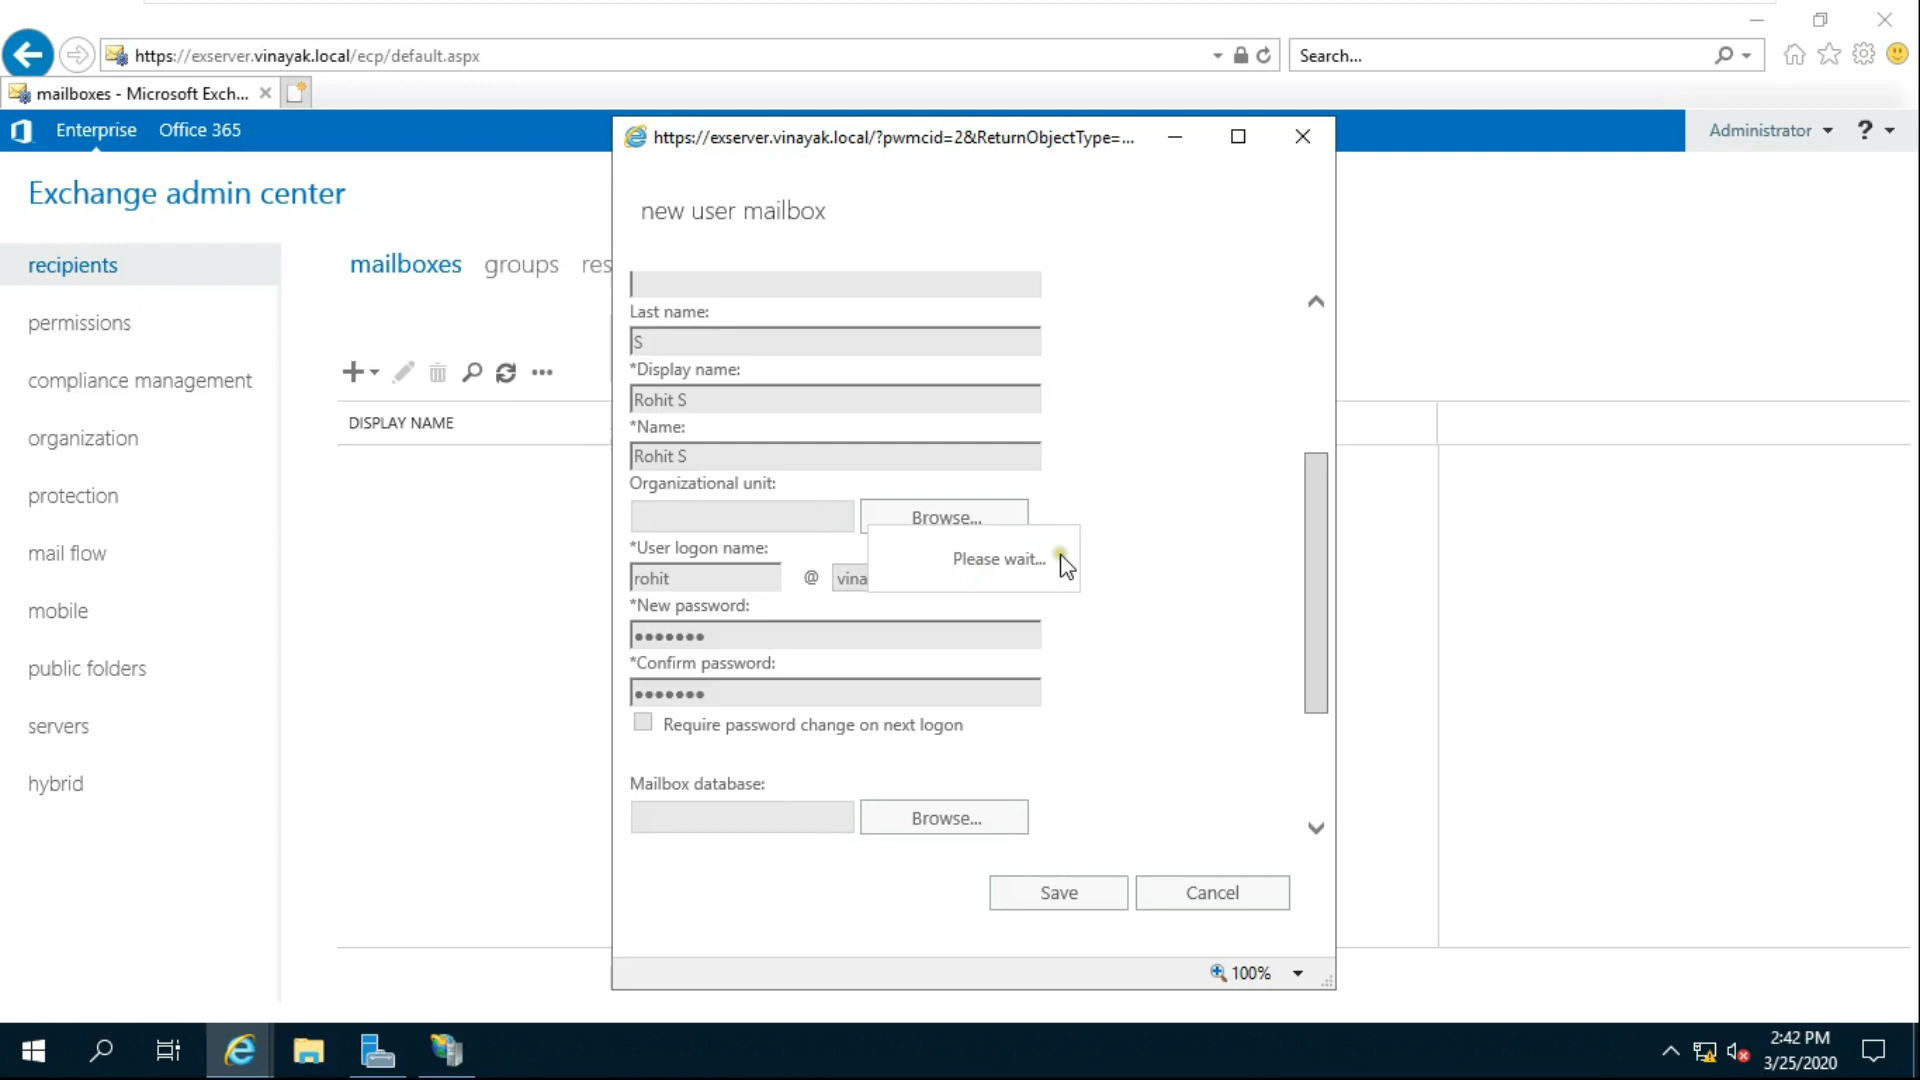 https://exserver.vinayak.local/ecp/default.aspx
Search...
mailboxes - Microsoft Exch...
Enterprise
Office 365
Administrator
?
https://exserver.vinayak.local/?pwmcid=2&ReturnObjectType=...
Exchange admin center
new user mailbox
recipients
permissions
compliance management
organization
protection
mail flow
mobile
public folders
servers
hybrid
mailboxes
groups
res
DISPLAY NAME
Last name:
S
*Display name:
Rohit S
*Name:
Rohit S
Organizational unit:
Browse...
*User logon name:
Please wait...
rohit
@
vina
*New password:
•••••••
*Confirm password:
•••••••
Require password change on next logon
Mailbox database:
Browse...
Save
Cancel
100%
2:42 PM
3/25/2020